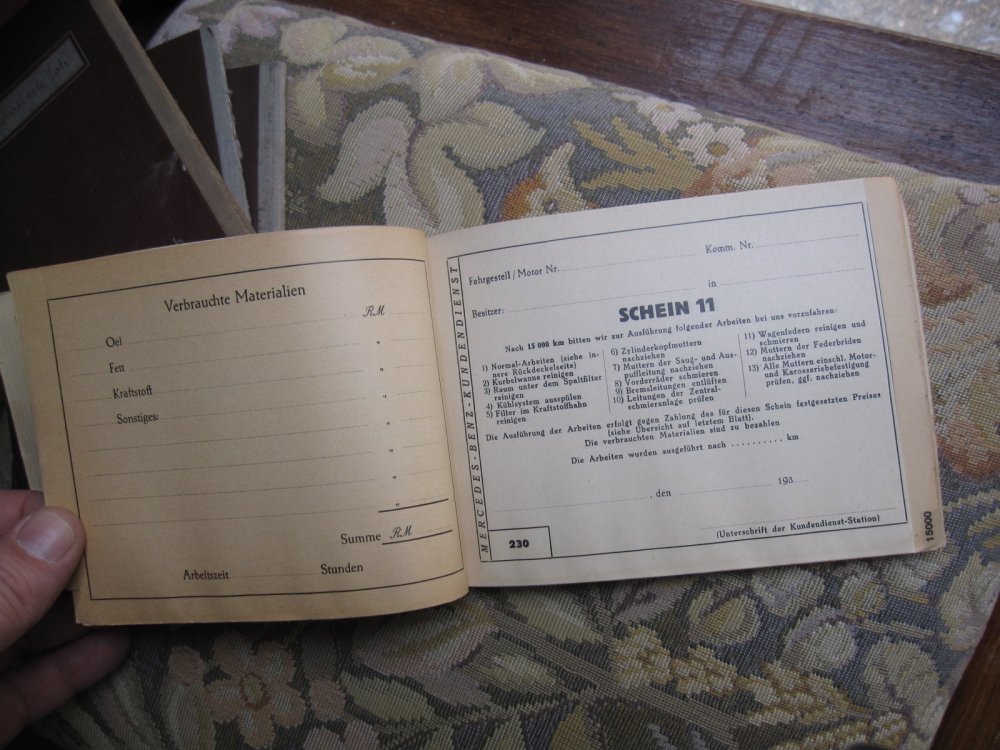 Verbrauchte Materialien
RM
Oel
Fett
Kraftstoff
Sonstiges:
Summe RM
Arbeitszeit Stunden
MERCEDES-BENZ-KUNDENDIENST
Fahrgestell/Motor Nr. Komm. Nr.
Besitzer: in
SCHEIN 11
Nach 15 000 km bitten wir zur Ausführung folgender Arbeiten bei uns vorzufahren:
1) Normal-Arbeiten (siehe in-
nere Rückdeckelseite)
2) Kurbelwanne reinigen
3) Raum unter dem Spaltfilter
reinigen
4) Kühlsystem ausspülen
5) Filter im Kraftstoffhahn
reinigen
6) Zylinderkopfmuttern
nachziehen
7) Muttern der Saug- und Aus-
puffleitung nachziehen
8) Vorderräder schmieren
9) Bremsleitungen entlüften
10) Leitungen der Zentral-
schmieranlage prüfen
11) Wagenfedern reinigen und
schmieren
12) Muttern der Federbriden
nachziehen
13) Alle Muttern einschl. Motor-
und Karosseriebefestigung
prüfen, ggf. nachziehen
Die Ausführung der Arbeiten erfolgt gegen Zahlung des für diesen Schein festgesetzten Preises
(siehe Übersicht auf letztem Blatt).
Die verbrauchten Materialien sind zu bezahlen
Die Arbeiten wurden ausgeführt nach .......... km
, den 193
(Unterschrift der Kundendienst-Station)
230
15000